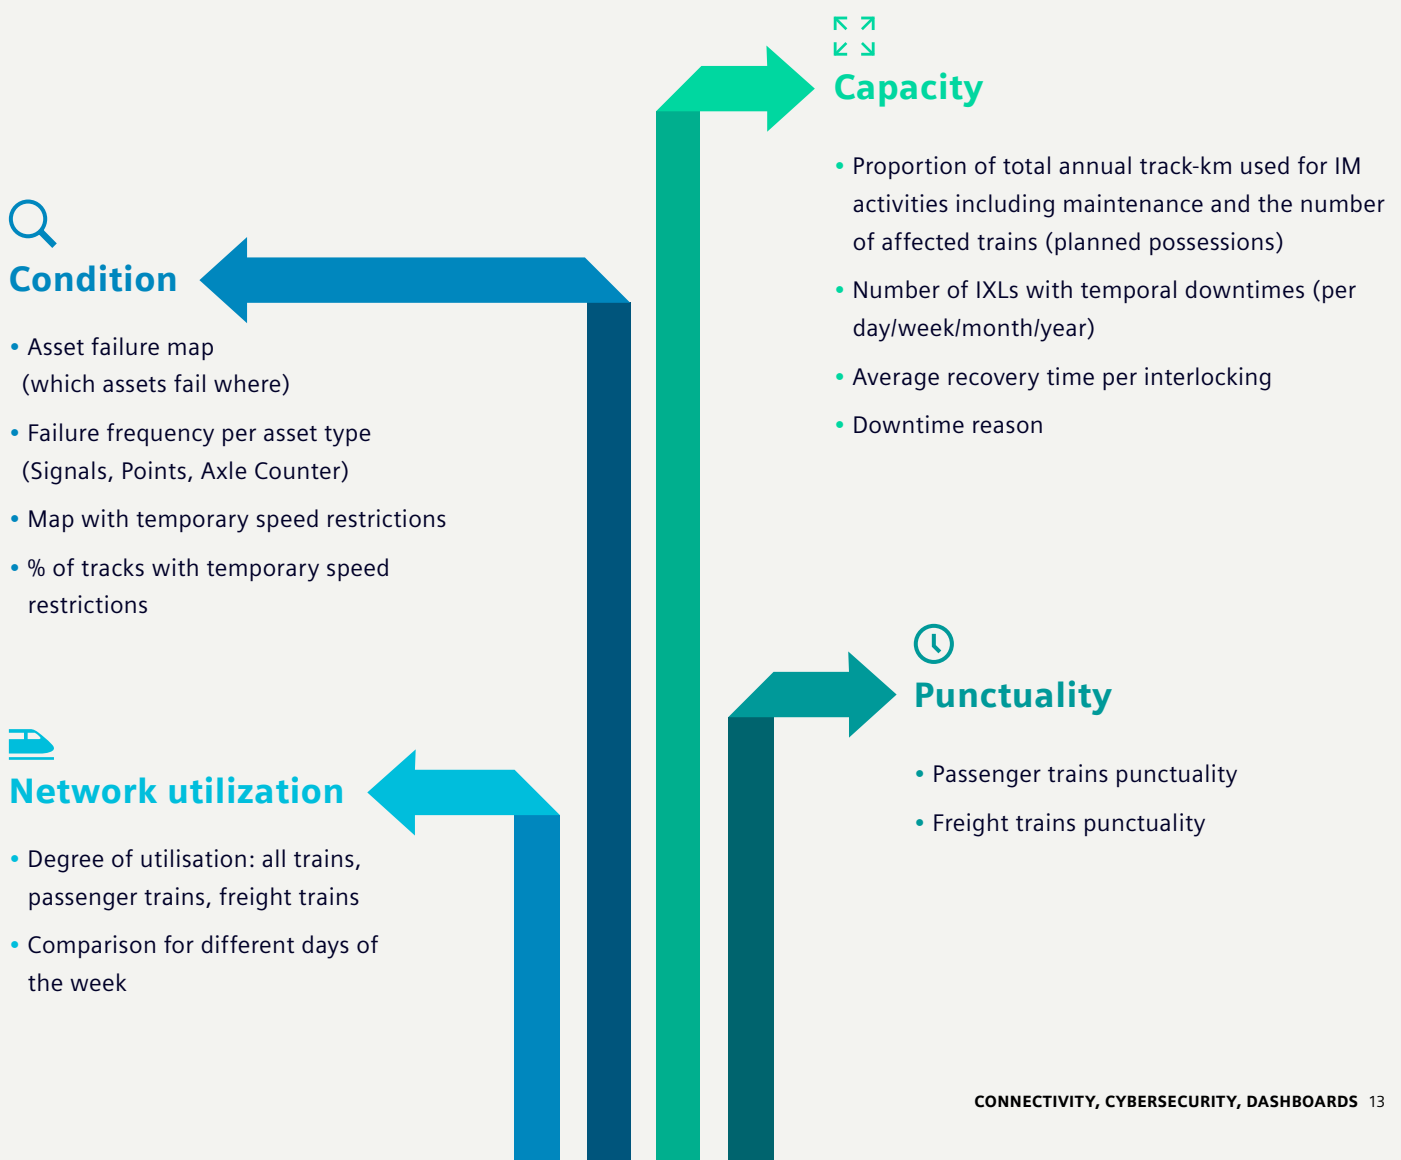 Capacity
• Proportion of total annual track-km used for IM
activities including maintenance and the number
of affected trains (planned possessions)
• Number of IXLs with temporal downtimes (per
day/week/month/year)
• Average recovery time per interlocking
• Downtime reason
Condition
• Asset failure map
(which assets fail where)
• Failure frequency per asset type
(Signals, Points, Axle Counter)
• Map with temporary speed restrictions
• % of tracks with temporary speed
restrictions
Punctuality
• Passenger trains punctuality
• Freight trains punctuality
Network utilization
• Degree of utilisation: all trains,
passenger trains, freight trains
• Comparison for different days of
the week
CONNECTIVITY, CYBERSECURITY, DASHBOARDS 13